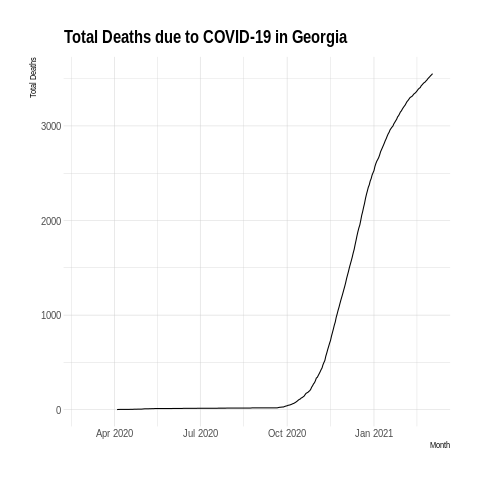 Total Deaths due to COVID-19 in Georgia
Total Deaths
3000
2000
1000
0
Apr 2020 Jul 2020 Oct 2020 Jan 2021
Month